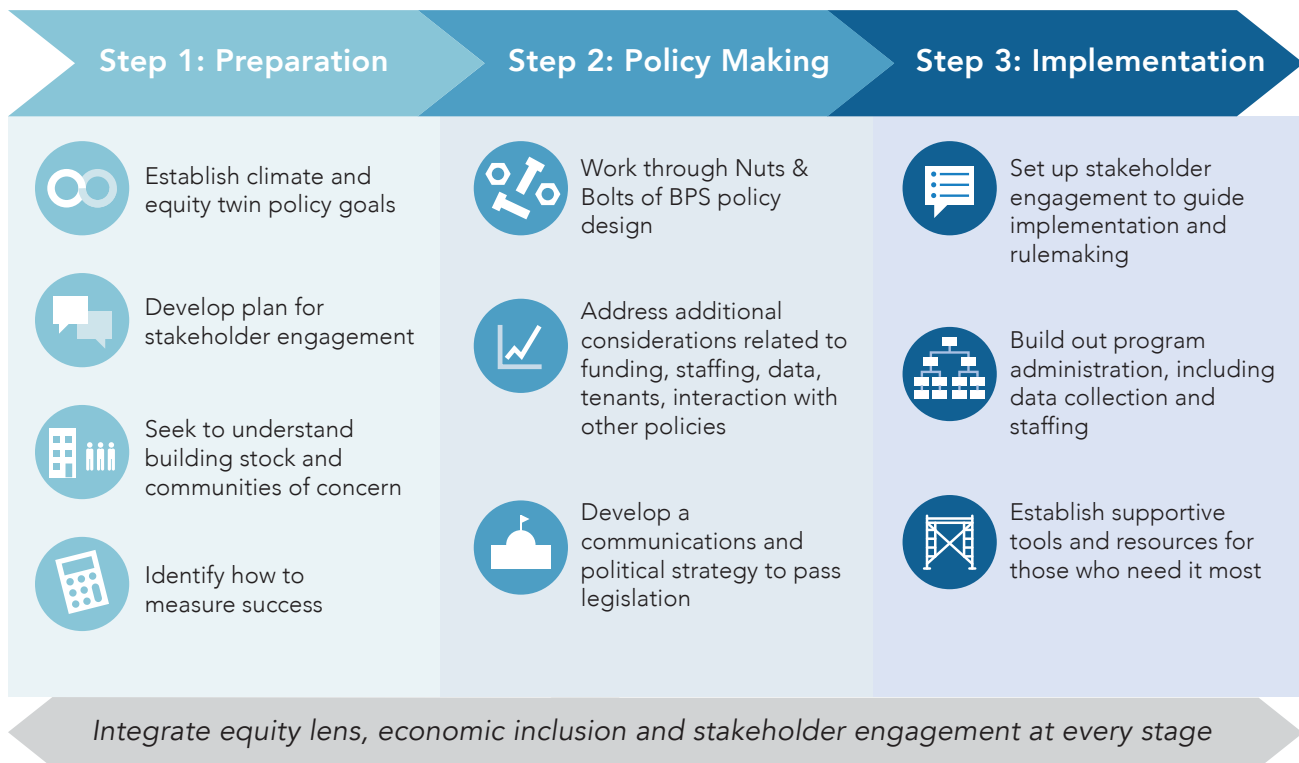 Step 1: Preparation
Establish climate and
equity twin policy goals
Develop plan for
stakeholder engagement
Seek to understand
building stock and
communities of concern
Identify how to
measure success
Step 2: Policy Making
Work through Nuts &
Bolts of BPS policy
design
Address additional
considerations related to
funding, staffing, data,
tenants, interaction with
other policies
Develop a
communications and
political strategy to pass
legislation
Step 3: Implementation
Set up stakeholder
engagement to guide
implementation and
rulemaking
Build out program
administration, including
data collection and
staffing
Establish supportive
tools and resources for
those who need it most
Integrate equity lens, economic inclusion and stakeholder engagement at every stage